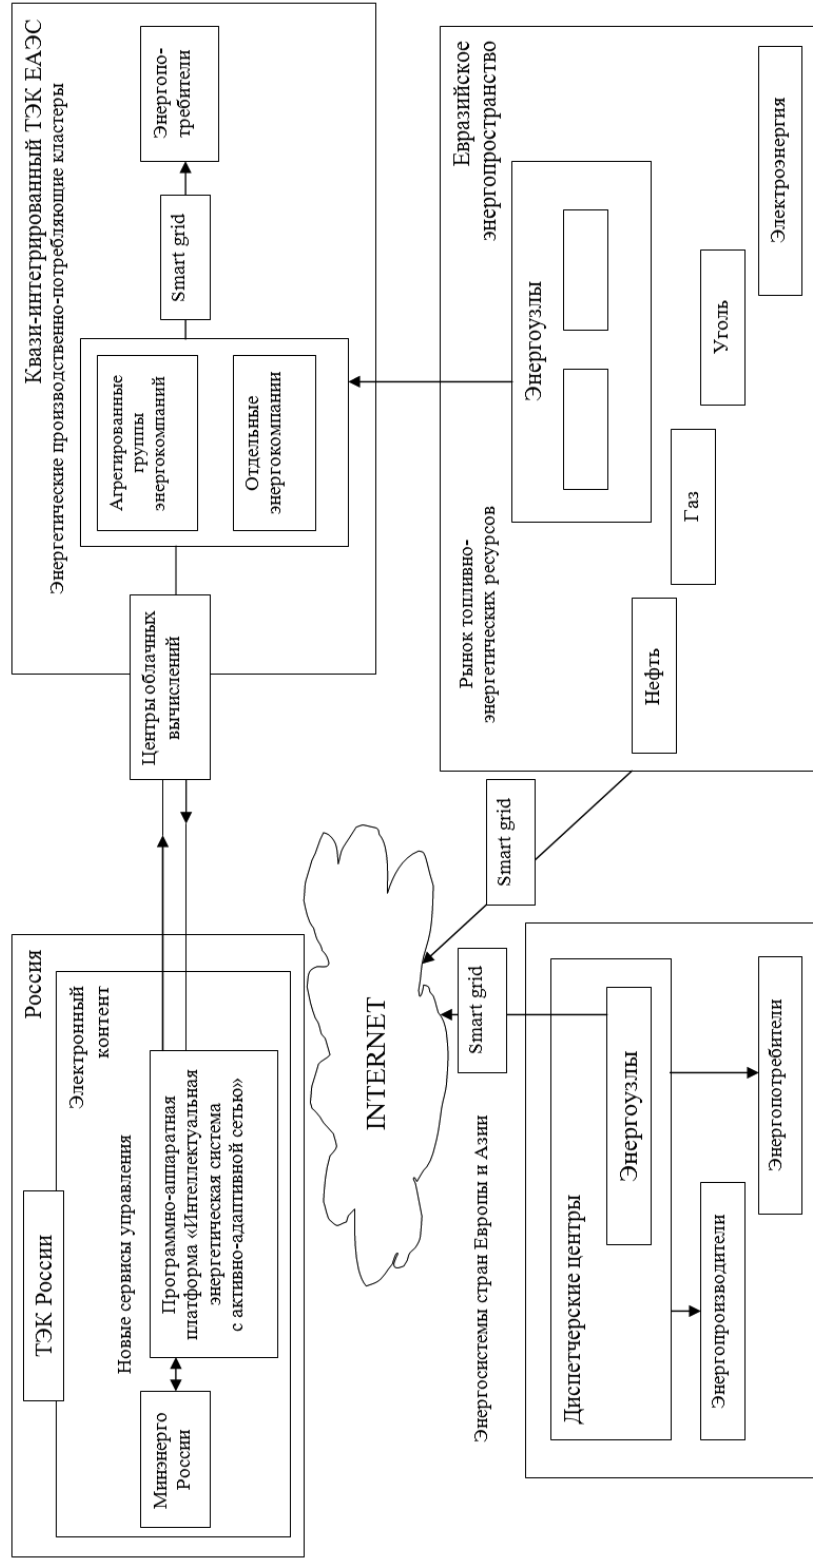 Россия
ТЭК России
Электронный
контент
Новые сервисы управления
Минэнерго
России
Программно-аппаратная
платформа «Интеллектуальная
энергетическая система
с активно-адаптивной сетью»
Центры облачных
вычислений
Квази-интегрированный ТЭК ЕАЭС
Энергетические производственно-потребляющие кластеры
Агрегированные
группы
энергокомпаний
Отдельные
энергокомпании
Smart grid
Энергопо-
требители
INTERNET
Энергосистемы стран Европы и Азии
Smart grid
Smart grid
Диспетчерские центры
Энергоузлы
Энергопроизводители
Энергопотребители
Рынок топливно-
энергетических ресурсов
Евразийское
энергопространство
Энергоузлы
Нефть
Газ
Уголь
Электроэнергия